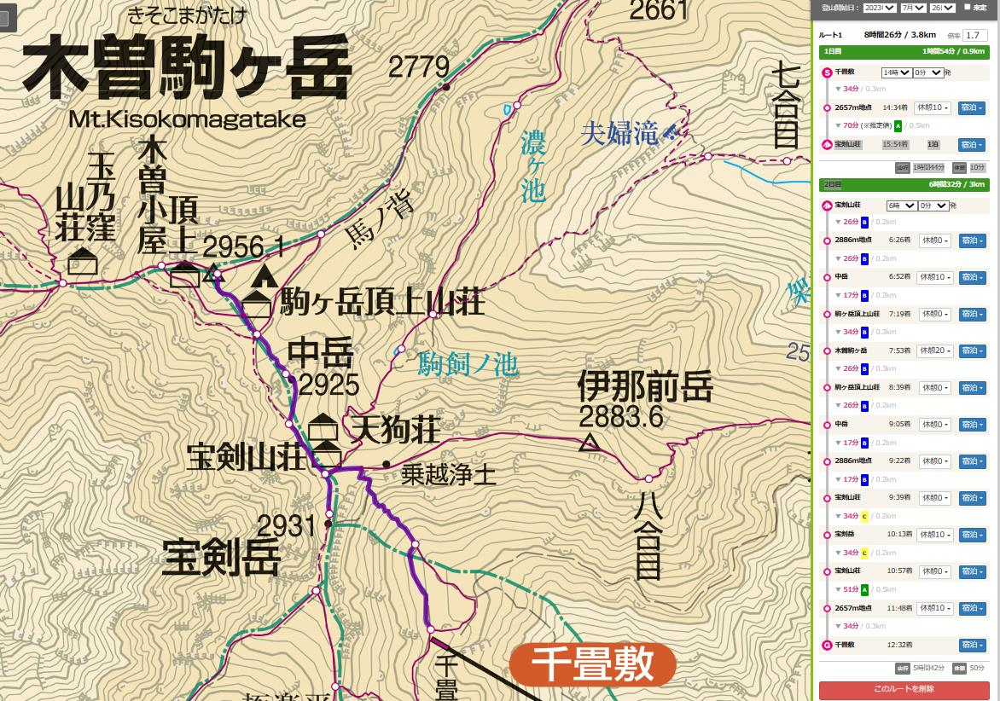 きそこまがたけ
木曽駒ヶ岳
Mt.Kisokomagatake
2661
2779
七合目
濃ヶ池
夫婦滝
玉乃窪山荘
木曽小屋
頂上
2956.1
馬ノ背
駒ヶ岳頂上山荘
中岳
2925
駒飼ノ池
25
伊那前岳
2883.6
天狗荘
宝剣山荘
乗越浄土
八合目
2931
宝剣岳
千畳敷
千畳
極楽平
登山開始日： 2023 7月 26 未定
ルート1 8時間26分 / 3.8km 倍率 1.7
1日目 1時間54分 / 0.9km
S 千畳敷 14時 0分 発
▼ 34分 / 0.3km
2657m地点 14:34着 休憩10 宿泊
▼ 70分 (※推定値) A / 0.5km
宝剣山荘 15:54着 1泊 宿泊
山行 1時間44分 休憩 10分
2日目 6時間32分 / 3km
宝剣山荘 6時 0分 発
▼ 26分 B / 0.2km
2886m地点 6:26着 休憩0 宿泊
▼ 26分 B / 0.2km
中岳 6:52着 休憩10 宿泊
▼ 17分 B / 0.2km
駒ヶ岳頂上山荘 7:19着 休憩0 宿泊
▼ 34分 B / 0.3km
木曽駒ヶ岳 7:53着 休憩20 宿泊
▼ 26分 B / 0.3km
駒ヶ岳頂上山荘 8:39着 休憩0 宿泊
▼ 26分 B / 0.2km
中岳 9:05着 休憩0 宿泊
▼ 17分 B / 0.2km
2886m地点 9:22着 休憩0 宿泊
▼ 17分 B / 0.2km
宝剣山荘 9:39着 休憩0 宿泊
▼ 34分 C / 0.2km
宝剣岳 10:13着 休憩10 宿泊
▼ 34分 C / 0.2km
宝剣山荘 10:57着 休憩0 宿泊
▼ 51分 A / 0.5km
2657m地点 11:48着 休憩10 宿泊
▼ 34分 / 0.3km
G 千畳敷 12:32着 宿泊
山行 5時間42分 休憩 50分
このルートを削除